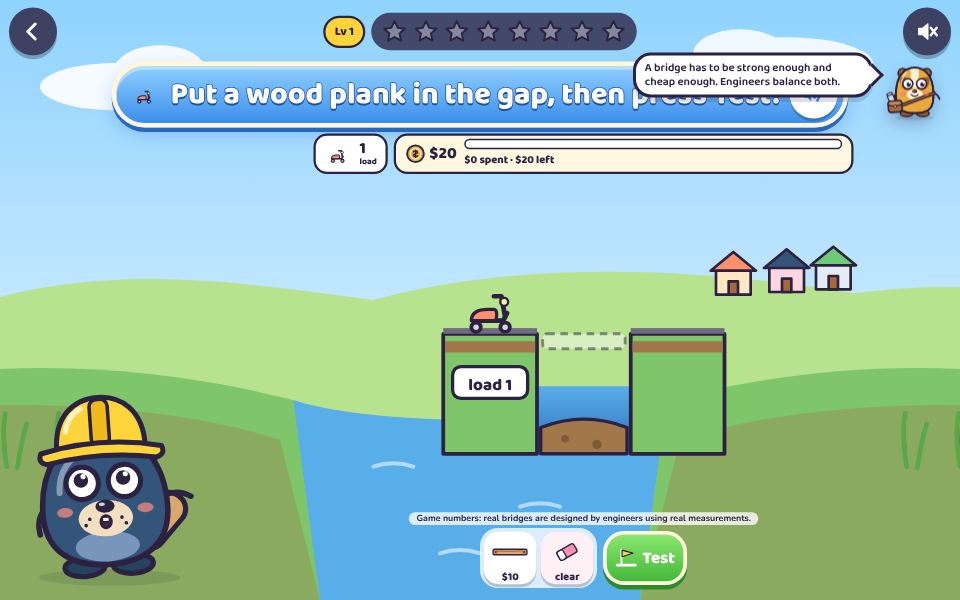 Lv 1
A bridge has to be strong enough and
cheap enough. Engineers balance both.
Put a wood plank in the gap, then press Test.
1
load
$20
$0 spent · $20 left
load 1
Game numbers: real bridges are designed by engineers using real measurements.
$10
clear
Test